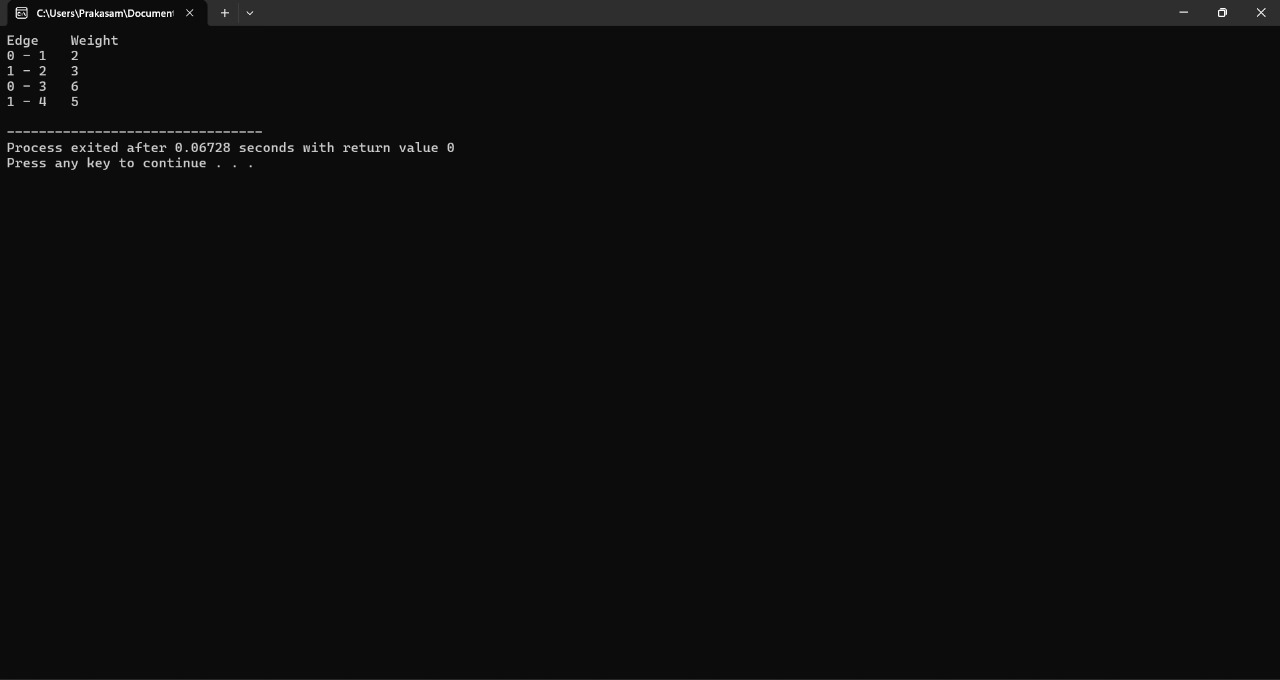 C:\Users\Prakasam\Document
Edge    Weight
0 - 1   2
1 - 2   3
0 - 3   6
1 - 4   5
--------------------------------
Process exited after 0.06728 seconds with return value 0
Press any key to continue . . .